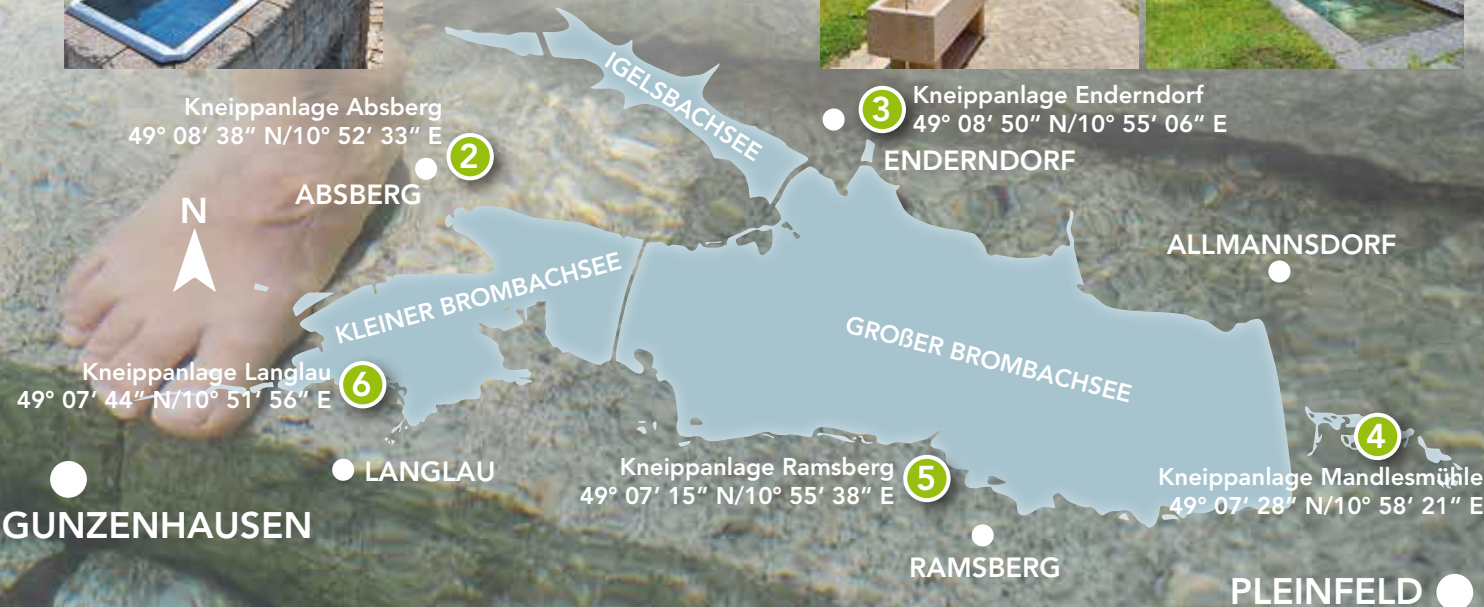 Kneippanlage Absberg
49° 08’ 38” N/10° 52’ 33” E
2
ABSBERG
N
IGELSBACHSEE
3
Kneippanlage Enderndorf
49° 08’ 50” N/10° 55’ 06” E
ENDERNDORF
ALLMANNSDORF
KLEINER BROMBACHSEE
GROẞER BROMBACHSEE
Kneippanlage Langlau
49° 07’ 44” N/10° 51’ 56” E
6
LANGLAU
GUNZENHAUSEN
Kneippanlage Ramsberg
49° 07’ 15” N/10° 55’ 38” E
5
RAMSBERG
4
Kneippanlage Mandlesmühle
49° 07’ 28” N/10° 58’ 21” E
PLEINFELD